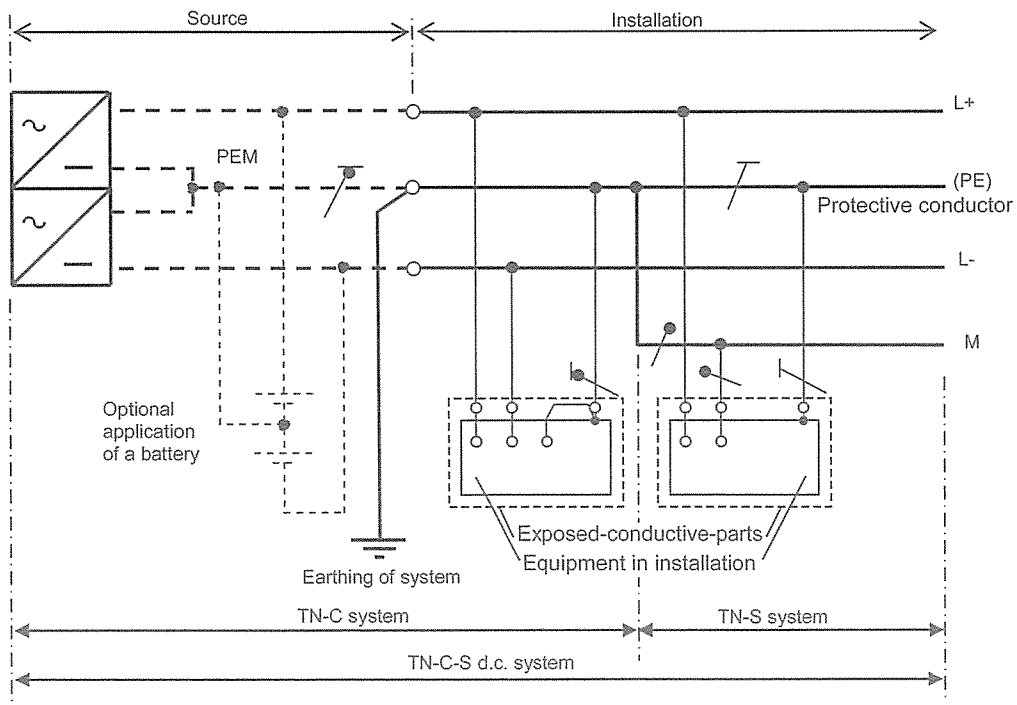 Source
Installation
L+
PEM
(PE)
Protective conductor
L-
M
Optional
application
of a battery
Exposed-conductive-parts
Equipment in installation
Earthing of system
TN-C system
TN-S system
TN-C-S d.c. system